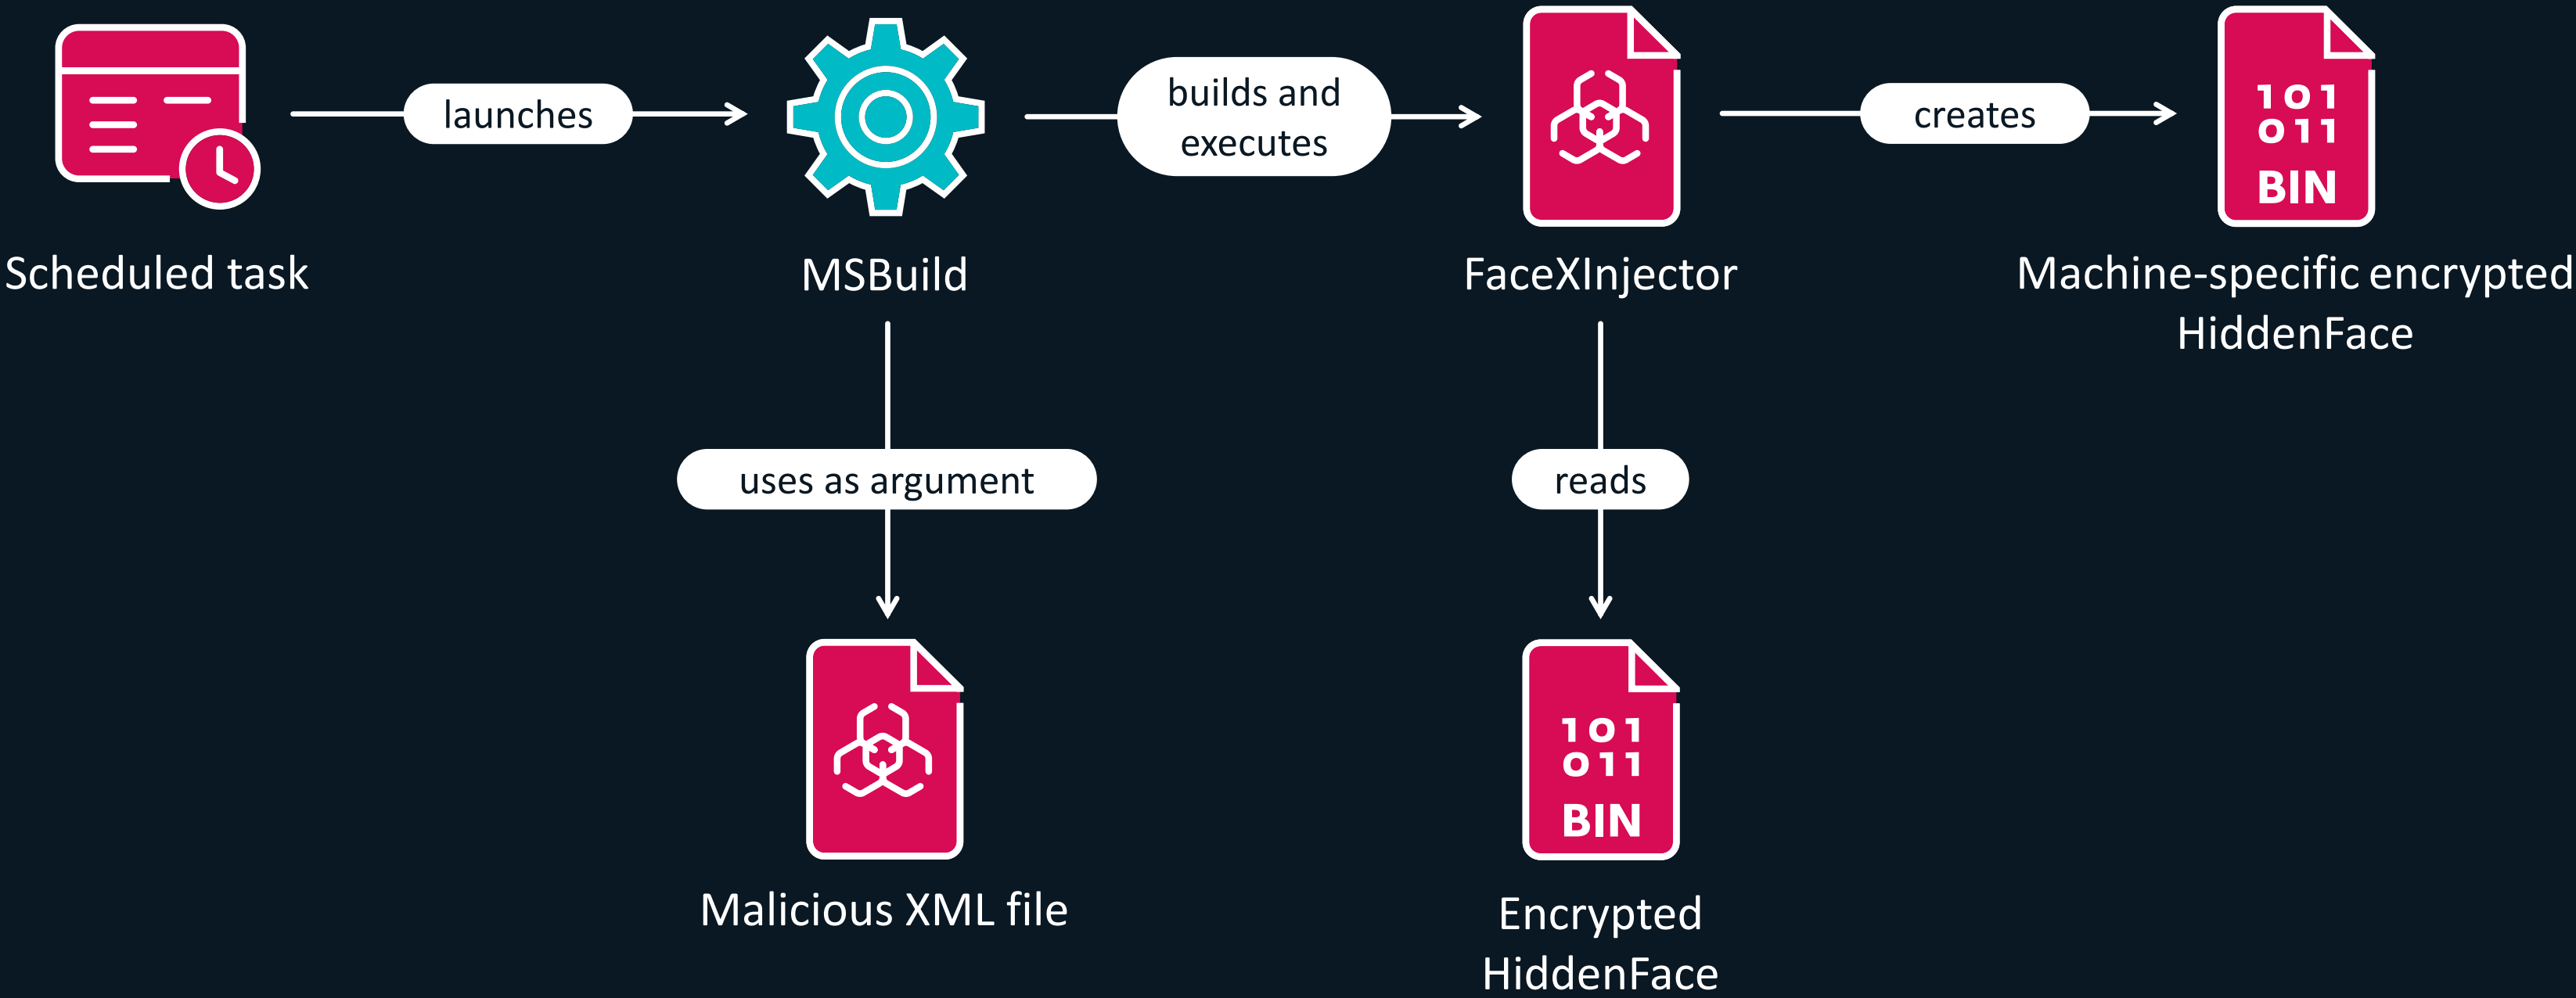 launches
builds and
executes
creates
101
011
BIN
Scheduled task
MSBuild
FaceXInjector
Machine-specific encrypted
HiddenFace
uses as argument
reads
101
011
BIN
Malicious XML file
Encrypted
HiddenFace